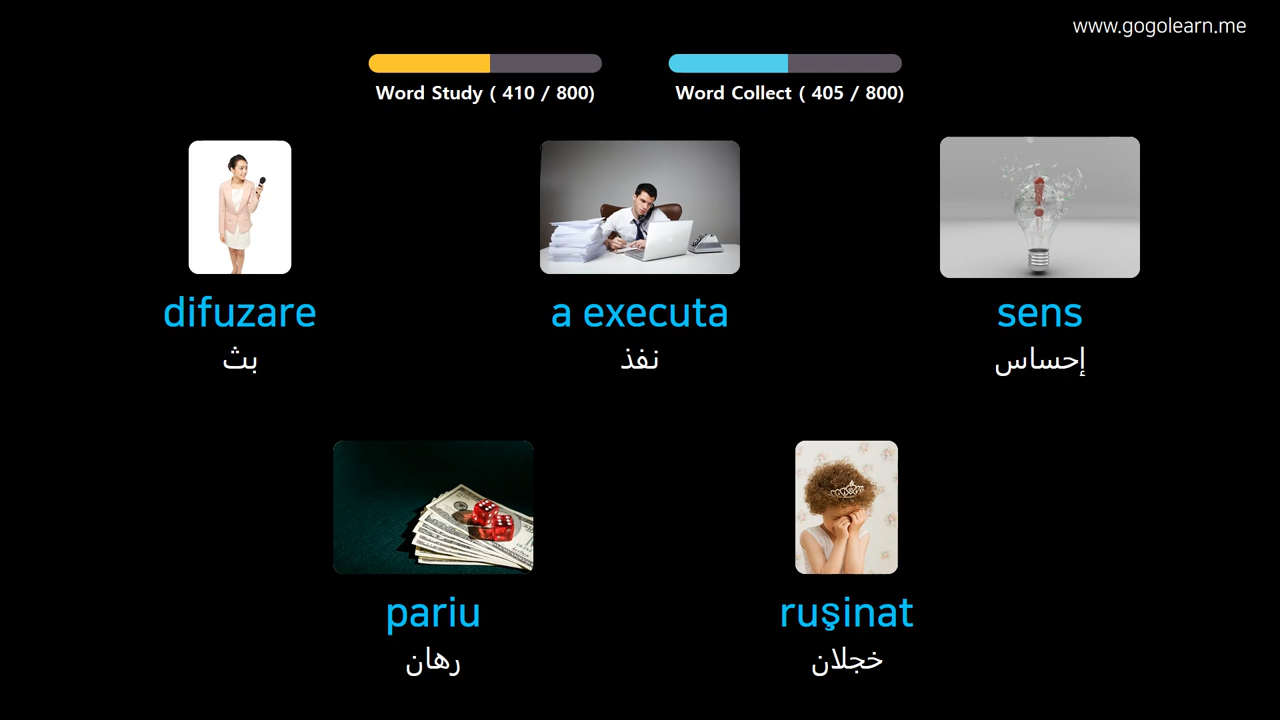 www.gogolearn.me
Word Study ( 410 / 800)
Word Collect ( 405 / 800)
difuzare
بث
a executa
نفذ
sens
إحساس
pariu
رهان
rușinat
خجلان